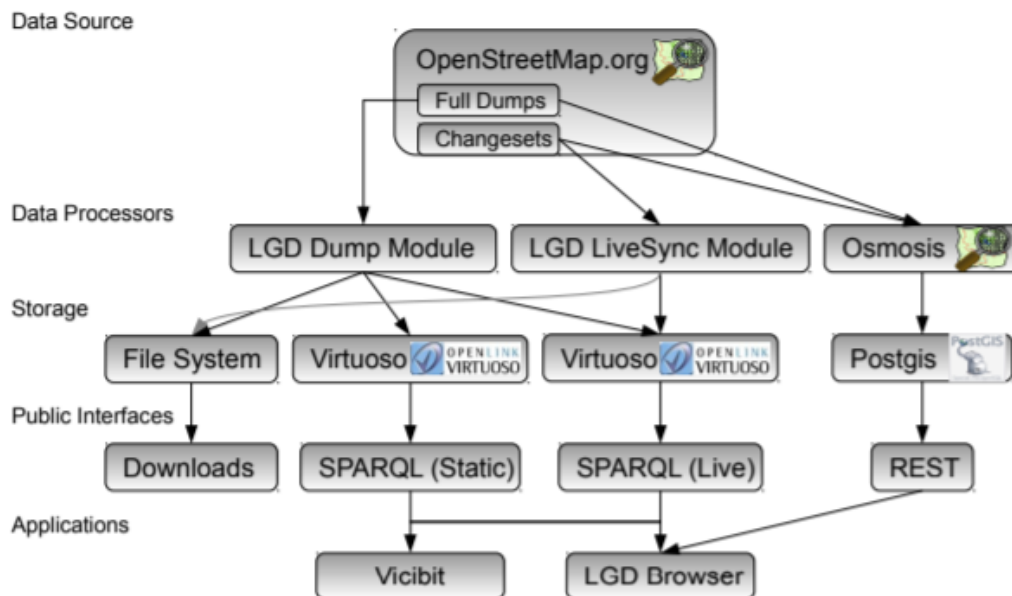 Data Source
OpenStreetMap.org
Full Dumps
Changesets
Data Processors
LGD Dump Module
LGD LiveSync Module
Osmosis
Storage
File System
Virtuoso
OPENLINK
VIRTUOSO
Virtuoso
OPENLINK
VIRTUOSO
Postgis
PostGIS
Public Interfaces
Downloads
SPARQL (Static)
SPARQL (Live)
REST
Applications
Vicibit
LGD Browser